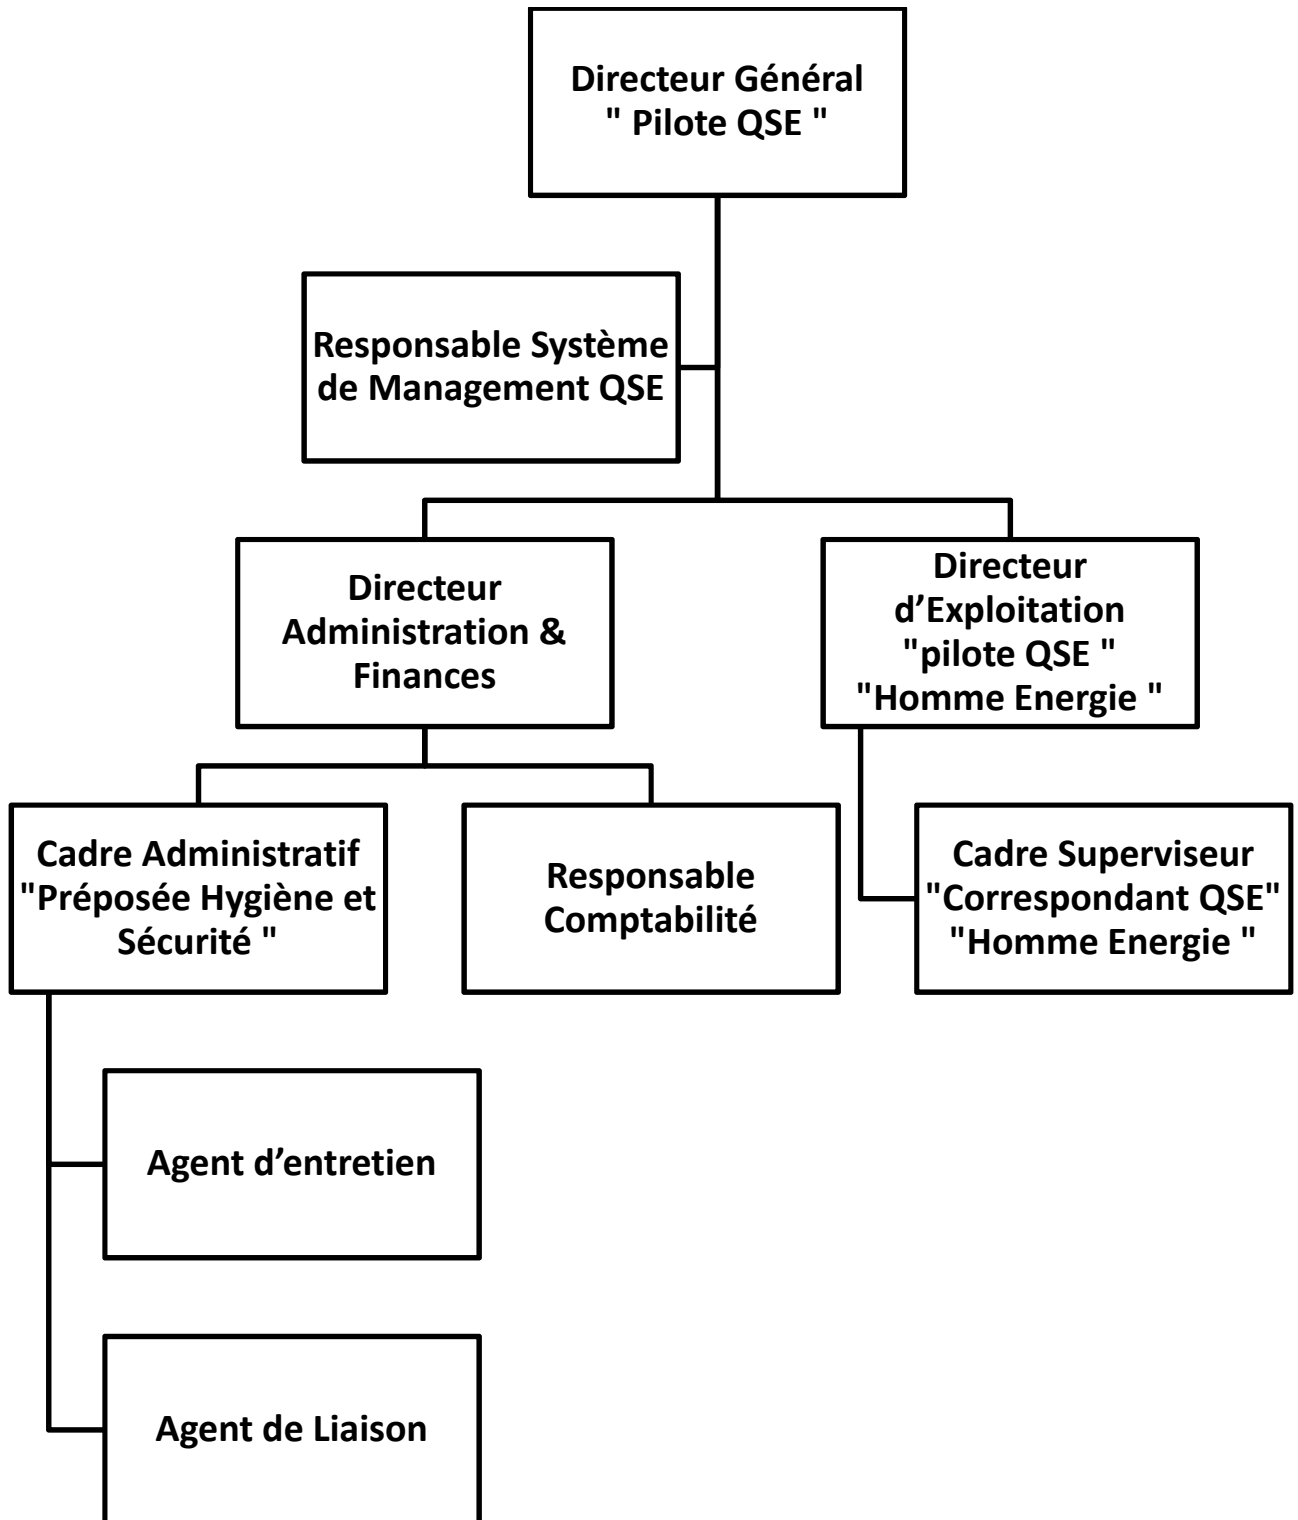 Directeur Général
" Pilote QSE "
Responsable Système
de Management QSE
Directeur
Administration &
Finances
Directeur
d’Exploitation
"pilote QSE "
"Homme Energie "
Cadre Administratif
"Préposée Hygiène et
Sécurité "
Responsable
Comptabilité
Cadre Superviseur
"Correspondant QSE"
"Homme Energie "
Agent d’entretien
Agent de Liaison